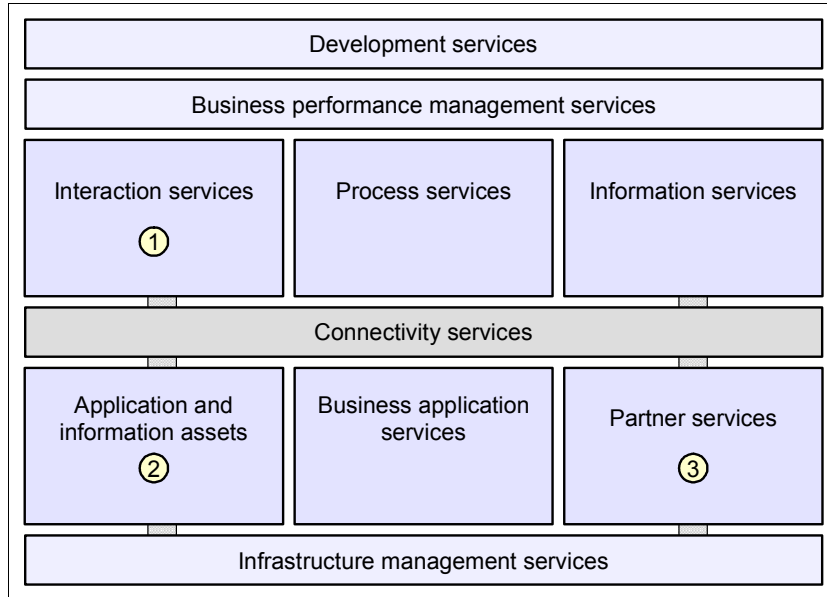 Development services
Business performance management services
Interaction services
Process services
Information services
1
Connectivity services
Application and
information assets
Business application
services
Partner services
2
3
Infrastructure management services